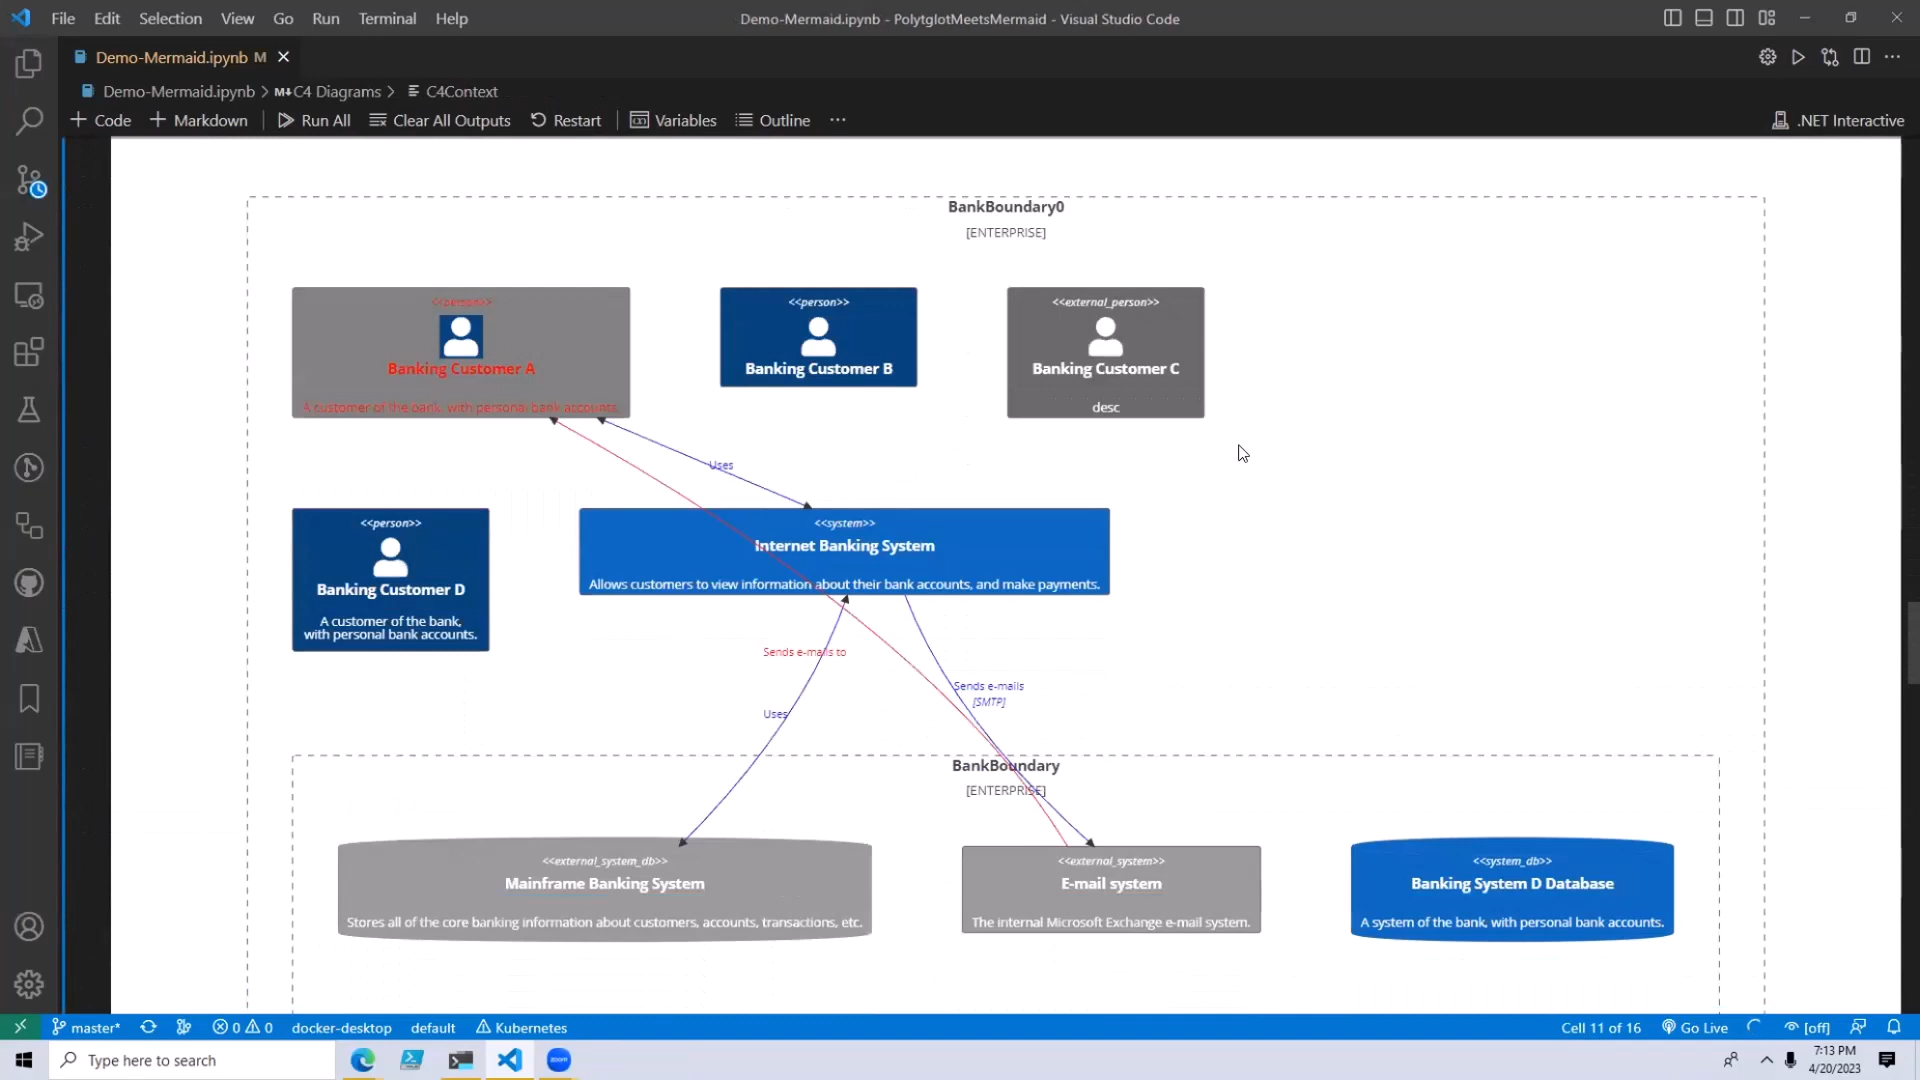 File Edit Selection View Go Run Terminal Help
Demo-Mermaid.ipynb - PolytglotMeetsMermaid - Visual Studio Code
Demo-Mermaid.ipynb M
Demo-Mermaid.ipynb > M↓C4 Diagrams > C4Context
+ Code + Markdown Run All Clear All Outputs Restart Variables Outline ...
.NET Interactive
BankBoundary0
[ENTERPRISE]
<<person>>
Banking Customer A
A customer of the bank, with personal bank accounts.
<<person>>
Banking Customer B
<<external_person>>
Banking Customer C
desc
Uses
<<person>>
Banking Customer D
A customer of the bank,
with personal bank accounts.
<<system>>
Internet Banking System
Allows customers to view information about their bank accounts, and make payments.
Sends e-mails to
Sends e-mails
[SMTP]
Uses
BankBoundary
[ENTERPRISE]
<<external_system_db>>
Mainframe Banking System
Stores all of the core banking information about customers, accounts, transactions, etc.
<<external_system>>
E-mail system
The internal Microsoft Exchange e-mail system.
<<system_db>>
Banking System D Database
A system of the bank, with personal bank accounts.
master* 0 0 docker-desktop default Kubernetes
Cell 11 of 16 Go Live [off]
Type here to search
zoom
7:13 PM
4/20/2023